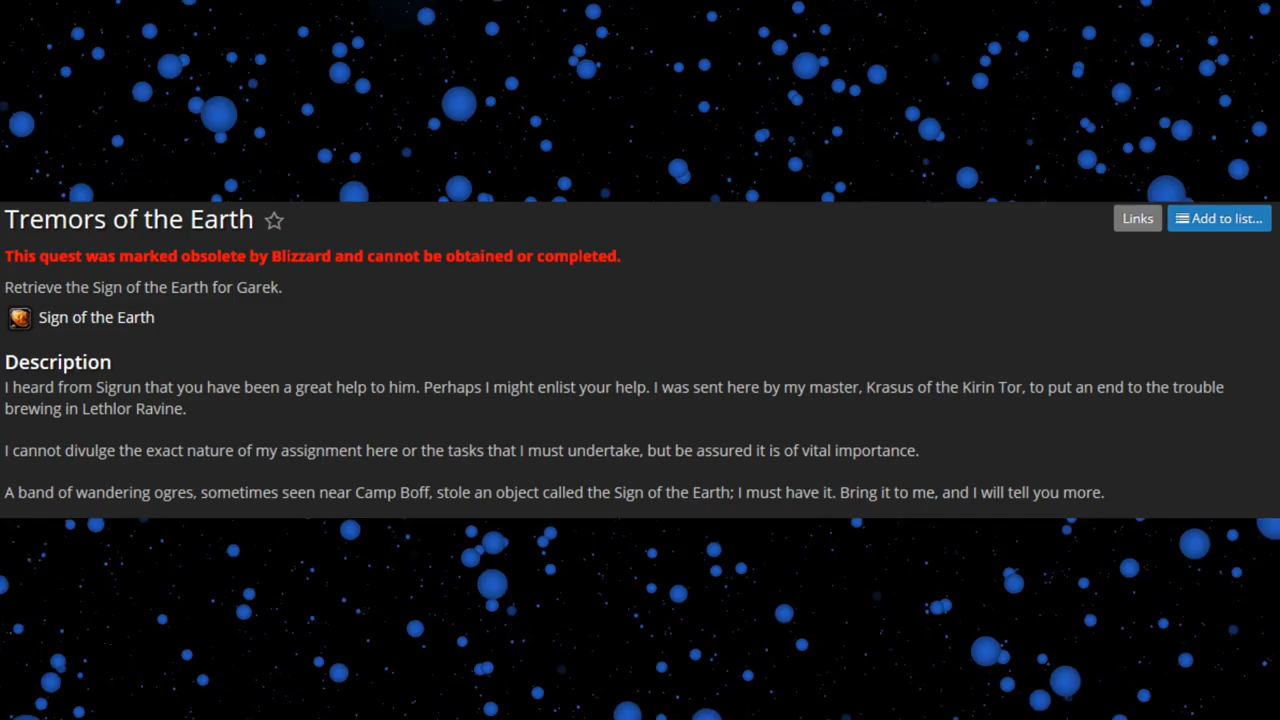 Tremors of the Earth
Links
Add to list...
This quest was marked obsolete by Blizzard and cannot be obtained or completed.
Retrieve the Sign of the Earth for Garek.
Sign of the Earth
Description
I heard from Sigrun that you have been a great help to him. Perhaps I might enlist your help. I was sent here by my master, Krasus of the Kirin Tor, to put an end to the trouble
brewing in Lethlor Ravine.
I cannot divulge the exact nature of my assignment here or the tasks that I must undertake, but be assured it is of vital importance.
A band of wandering ogres, sometimes seen near Camp Boff, stole an object called the Sign of the Earth; I must have it. Bring it to me, and I will tell you more.